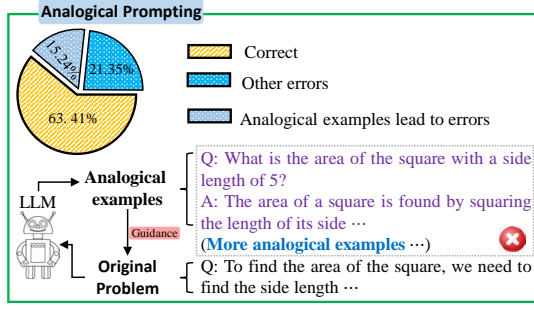 Analogical Prompting
15.24%
21.35%
63. 41%
Correct
Other errors
Analogical examples lead to errors
LLM
Analogical
examples
Guidance
Original
Problem
Q: What is the area of the square with a side
length of 5?
A: The area of a square is found by squaring
the length of its side ⋯
(More analogical examples ⋯)
Q: To find the area of the square, we need to
find the side length ⋯